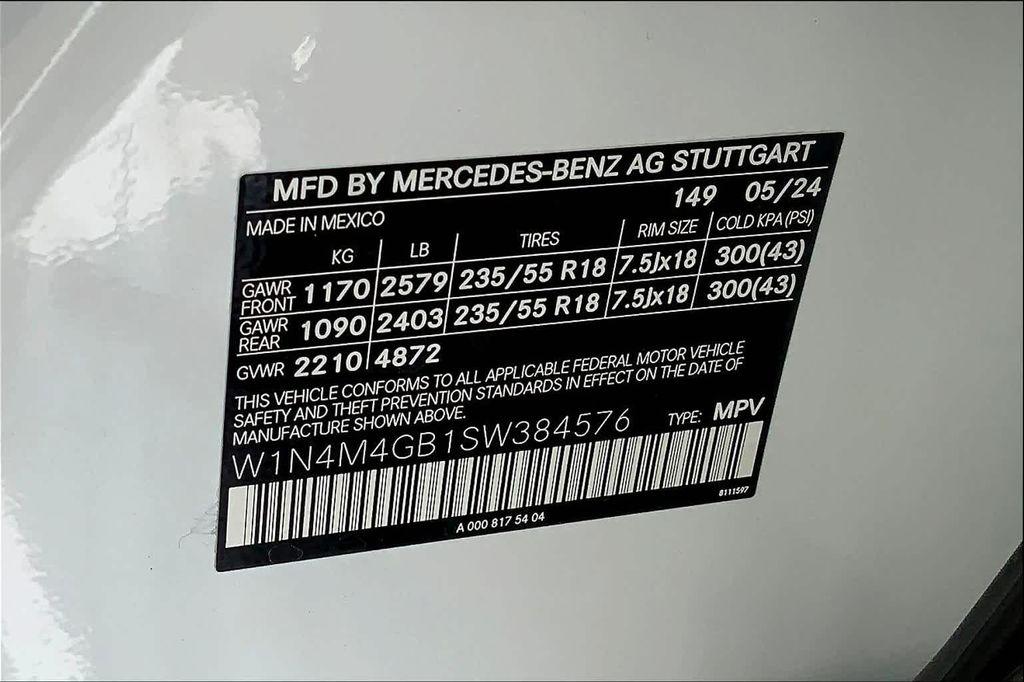 MFD BY MERCEDES-BENZ AG STUTTGART
MADE IN MEXICO 149 05/24
KG LB TIRES RIM SIZE COLD KPA (PSI)
GAWR FRONT 1170 2579 235/55 R18 7.5Jx18 300(43)
GAWR REAR 1090 2403 235/55 R18 7.5Jx18 300(43)
GVWR 2210 4872
THIS VEHICLE CONFORMS TO ALL APPLICABLE FEDERAL MOTOR VEHICLE
SAFETY AND THEFT PREVENTION STANDARDS IN EFFECT ON THE DATE OF
MANUFACTURE SHOWN ABOVE.
W1N4M4GB1SW384576 TYPE: MPV
8111597
A 000 817 54 04